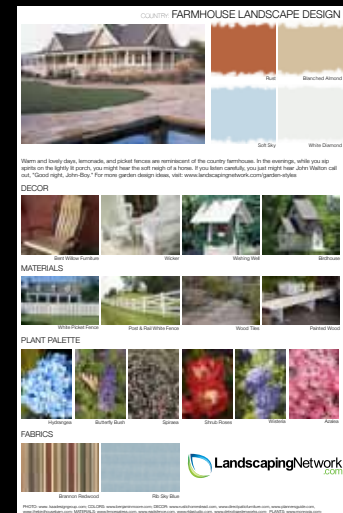 COUNTRY: FARMHOUSE LANDSCAPE DESIGN
Rust
Blanched Almond
Soft Sky
White Diamond
Warm and lovely days, lemonade, and picket fences are reminiscent of the country farmhouse. In the evenings, while you sip
spirits on the lightly lit porch, you might hear the soft neigh of a horse. If you listen carefully, you just might hear John Walton call
out, "Good night, John-Boy." For more garden design ideas, visit: www.landscapingnetwork.com/garden-styles
DECOR
Bent Willow Furniture
Wicker
Wishing Well
Birdhouse
MATERIALS
White Picket Fence
Post & Rail White Fence
Wood Tiles
Painted Wood
PLANT PALETTE
Hydrangea
Butterfly Bush
Spiraea
Shrub Roses
Wisteria
Azalea
FABRICS
Brannon Redwood
Rib Sky Blue
LandscapingNetwork
.com